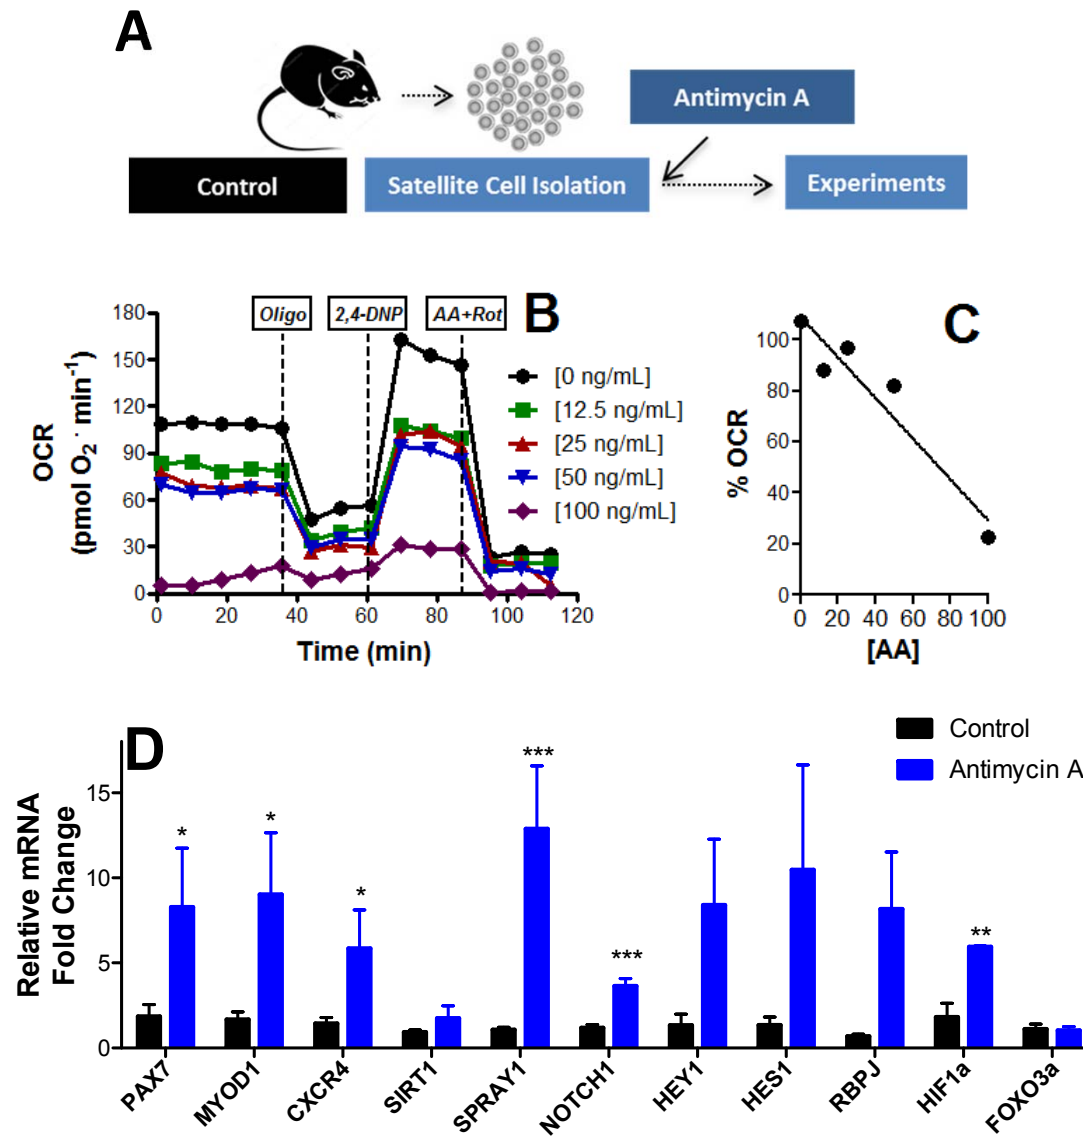 A
Antimycin A
Control
Satellite Cell Isolation
Experiments
B
Oligo
2,4-DNP
AA+Rot
OCR
(pmol O₂ · min⁻¹)
180
150
120
90
60
30
0
0 20 40 60 80 100 120
Time (min)
[0 ng/mL]
[12.5 ng/mL]
[25 ng/mL]
[50 ng/mL]
[100 ng/mL]
C
% OCR
100
80
60
40
20
0
0 20 40 60 80 100
[AA]
D
Control
Antimycin A
Relative mRNA
Fold Change
15
10
5
0
*
*
*
***
***
**
PAX7
MYOD1
CXCR4
SIRT1
SPRAY1
NOTCH1
HEY1
HES1
RBPJ
HIF1a
FOXO3a